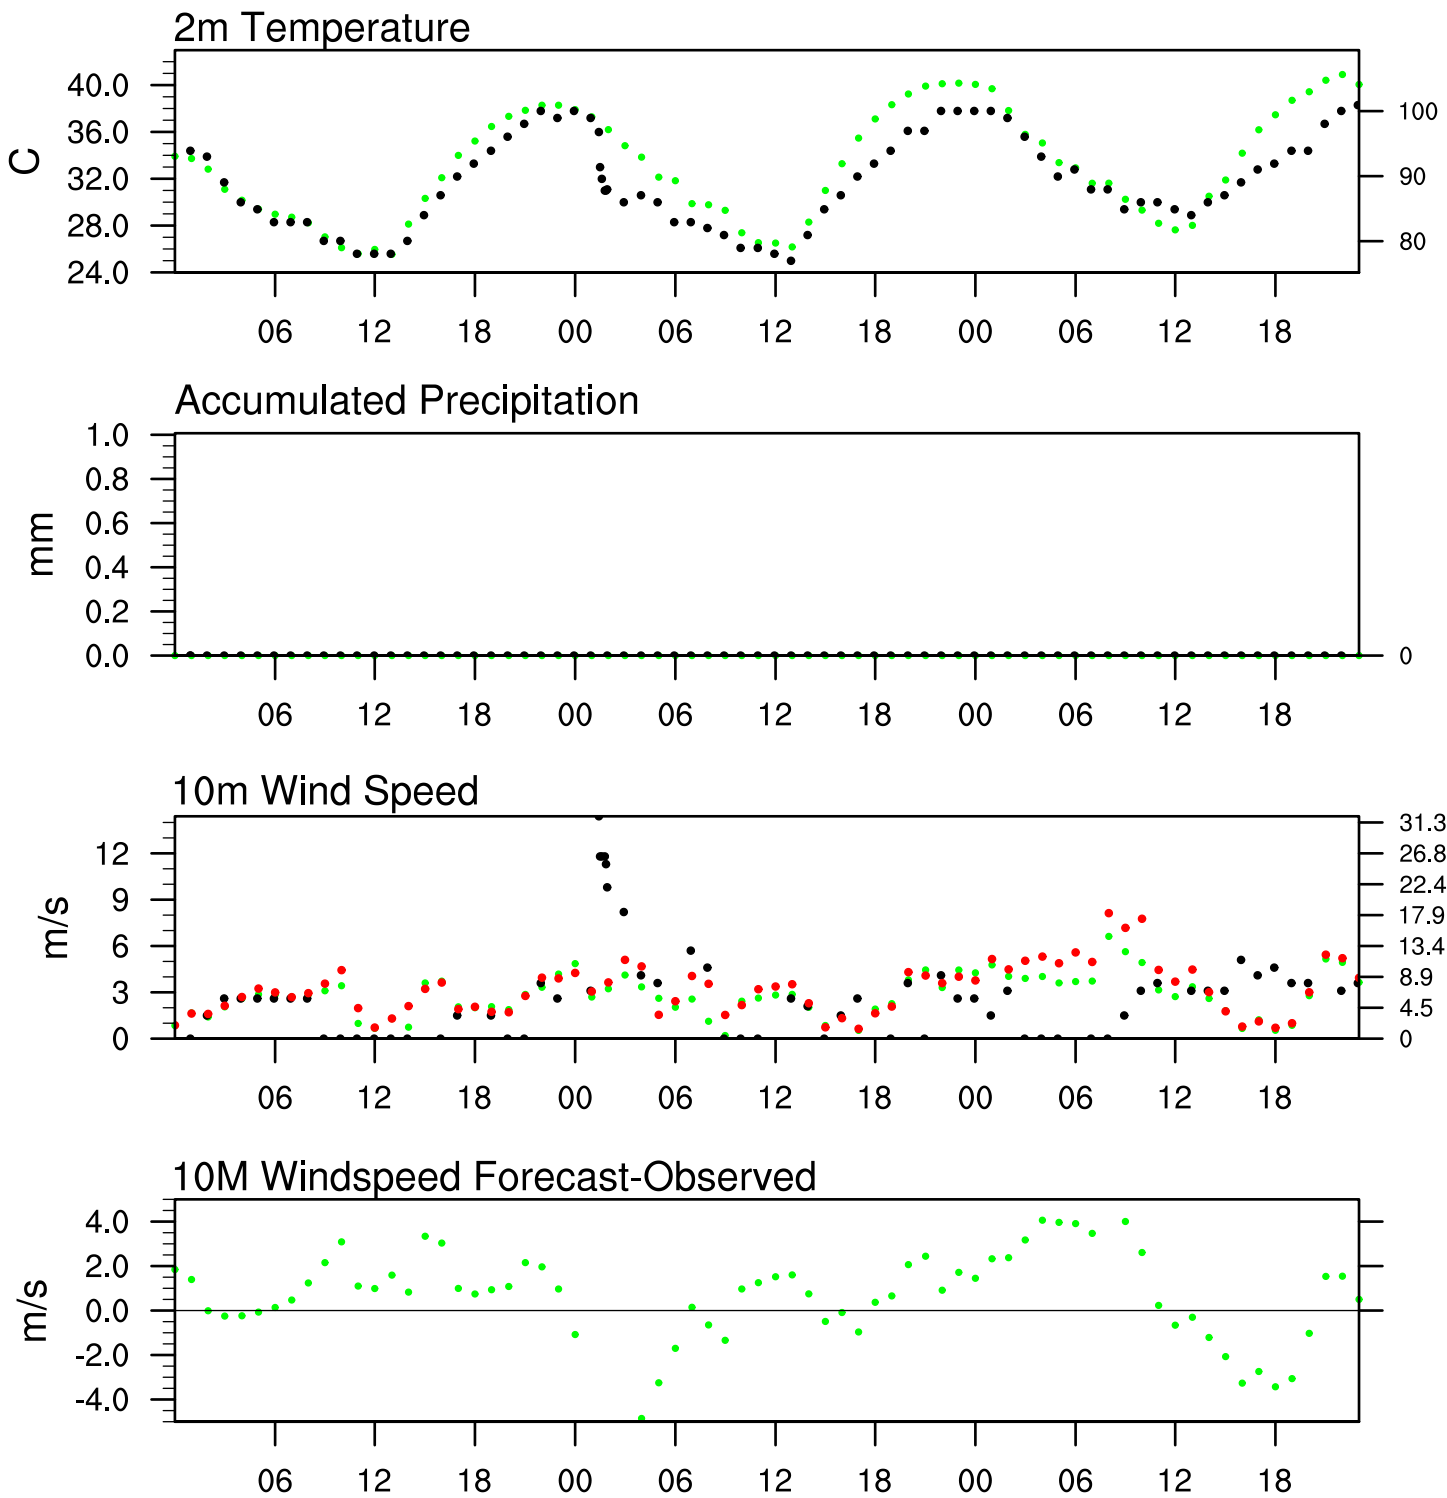 2m Temperature
40.0
36.0
32.0
28.0
24.0
C
100
90
80
06 12 18 00 06 12 18 00 06 12 18
Accumulated Precipitation
1.0
0.8
0.6
0.4
0.2
0.0
mm
0
06 12 18 00 06 12 18 00 06 12 18
10m Wind Speed
12
9
6
3
0
m/s
31.3
26.8
22.4
17.9
13.4
8.9
4.5
0
06 12 18 00 06 12 18 00 06 12 18
10M Windspeed Forecast-Observed
4.0
2.0
0.0
-2.0
-4.0
m/s
06 12 18 00 06 12 18 00 06 12 18